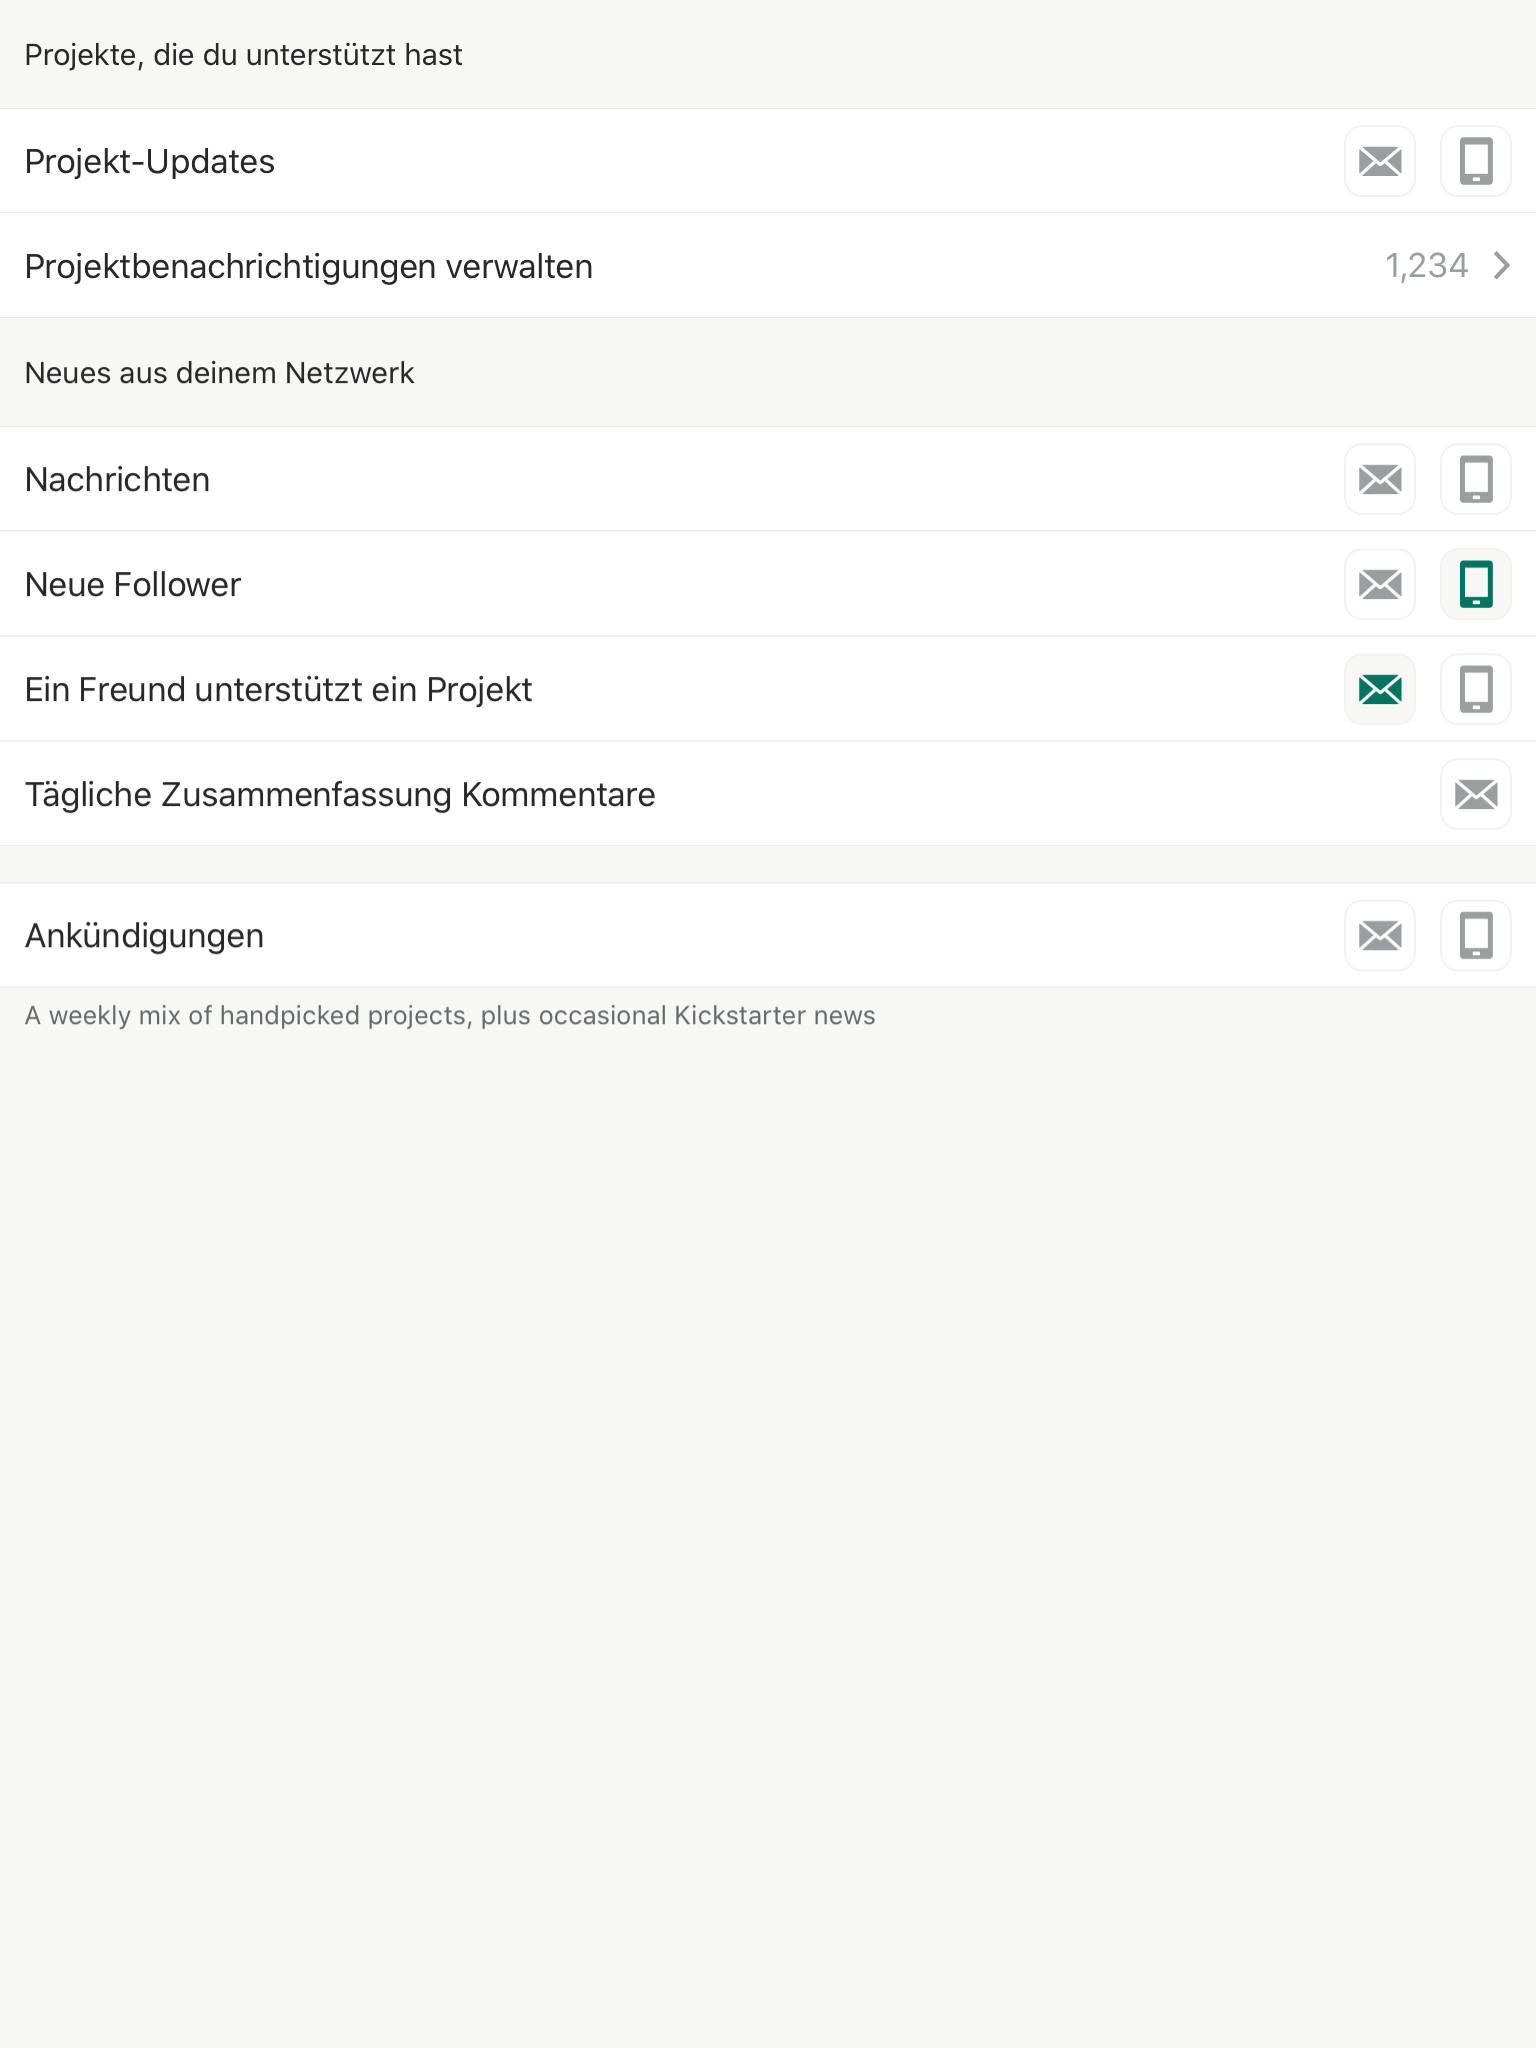 Projekte, die du unterstützt hast
Projekt-Updates
Projektbenachrichtigungen verwalten 1,234
Neues aus deinem Netzwerk
Nachrichten
Neue Follower
Ein Freund unterstützt ein Projekt
Tägliche Zusammenfassung Kommentare
Ankündigungen
A weekly mix of handpicked projects, plus occasional Kickstarter news